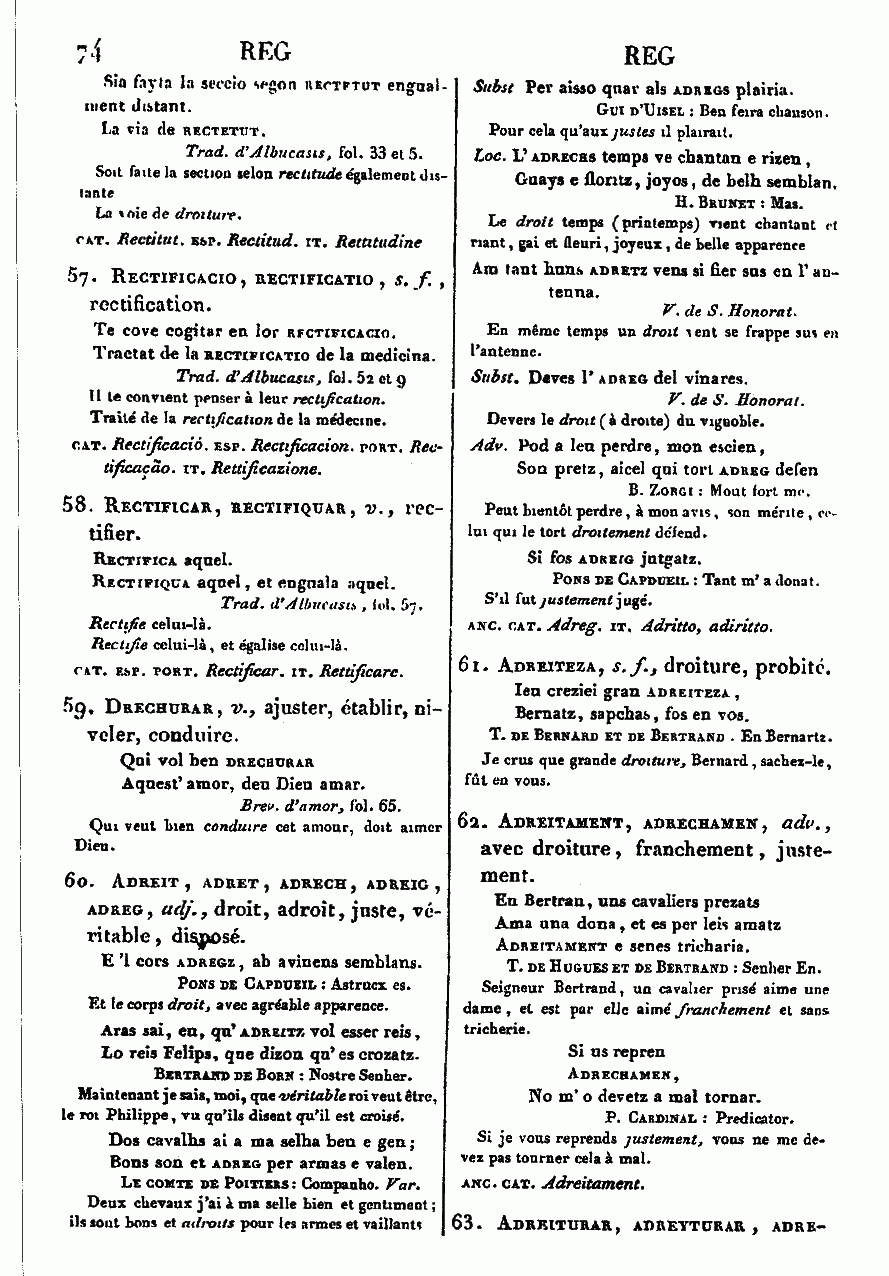 74 REG REG
Sia fayta la seccio segon RECTETUT engual-
ment distant.
La via de RECTETUT.
Trad. d'Albucasis, fol. 33 et 5.
Soit faite la section selon rectitude également dis-
tante
La voie de droiture.
CAT. Rectitut. ESP. Rectitud. IT. Rettitudine
57. RECTIFICACIO, RECTIFICATIO, s. f.,
rectification.
Te cove cogitar en lor RECTIFICACIO.
Tractat de la RECTIFICATIO de la medicina.
Trad. d'Albucasis, fol. 52 et 9
Il te convient penser à leur rectification.
Traité de la rectification de la médecine.
CAT. Rectificació. ESP. Rectificacion. PORT. Rec-
tificação. IT. Rettificazione.
58. RECTIFICAR, RECTIFIQUAR, v., rec-
tifier.
RECTIFICA aquel.
RECTIFIQUA aquel, et enguala aquel.
Trad. d'Albucasis, fol. 57.
Rectifie celui-là.
Rectifie celui-là, et égalise celui-là.
CAT. ESP. PORT. Rectificar. IT. Rettificare.
59. DRECHURAR, v., ajuster, établir, ni-
veler, conduire.
Qui vol ben DRECHURAR
Aquest' amor, deu Dieu amar.
Brev. d'amor, fol. 65.
Qui veut bien conduire cet amour, doit aimer
Dieu.
60. ADREIT, ADRET, ADRECH, ADREIG,
ADREG, adj., droit, adroit, juste, vé-
ritable, disposé.
E 'l cors ADREGZ, ab avinens semblans.
PONS DE CAPDUEIL : Astrucx es.
Et le corps droit, avec agréable apparence.
Aras sai, eu, qu' ADREITZ vol esser reis,
Lo reis Felips, que dizon qu' es crozatz.
BERTRAND DE BORN : Nostre Senher.
Maintenant je sais, moi, que véritable roi veut être,
le roi Philippe, vu qu'ils disent qu'il est croisé.
Dos cavalhs ai a ma selha ben e gen;
Bons son et ADREG per armas e valen.
LE COMTE DE POITIERS : Companho. Var.
Deux chevaux j'ai à ma selle bien et gentiment;
ils sont bons et adroits pour les armes et vaillants
Subst Per aisso quar als ADREGS plairia.
GUI D'UISEL : Ben feira chanson.
Pour cela qu'aux justes il plairait.
Loc. L' ADRECHS temps ve chantan e rizen,
Guays e floritz, joyos, de belh semblan.
H. BRUNET : Mas.
Le droit temps (printemps) vient chantant et
riant, gai et fleuri, joyeux, de belle apparence
Am tant huns ADRETZ vens si fier sus en l' an-
tenna.
V. de S. Honorat.
En même temps un droit vent se frappe sus en
l'antenne.
Subst. Deves l' ADREG del vinares.
V. de S. Honorat.
Devers le droit (à droite) du vignoble.
Adv. Pod a leu perdre, mon escien,
Son pretz, aicel qui tort ADREG defen
B. ZORGI : Mout fort me.
Peut bientôt perdre, à mon avis, son mérite, ce-
lui qui le tort droitement défend.
Si fos ADREIG jutgatz.
PONS DE CAPDUEIL : Tant m' a donat.
S'il fut justement jugé.
ANC. CAT. Adreg. IT. Adritto, adiritto.
61. ADREITEZA, s. f., droiture, probité.
Ieu creziei gran ADREITEZA,
Bernatz, sapchas, fos en vos.
T. DE BERNARD ET DE BERTRAND. En Bernartz.
Je crus que grande droiture, Bernard, sachez-le,
fût en vous.
62. ADREITAMENT, ADRECHAMEN, adv.,
avec droiture, franchement, juste-
ment.
En Bertran, uns cavaliers prezats
Ama una dona, et es per leis amatz
ADREITAMENT e senes tricharia.
T. DE HUGUES ET DE BERTRAND : Senher En.
Seigneur Bertrand, un cavalier prisé aime une
dame, et est par elle aimé franchement et sans
tricherie.
Si us repren
ADRECHAMEN,
No m' o devetz a mal tornar.
P. CARDINAL : Predicator.
Si je vous reprends justement, vous ne me de-
vez pas tourner cela à mal.
ANC. CAT. Adreitament.
63. ADREITURAR, ADREYTURAR, ADRE-